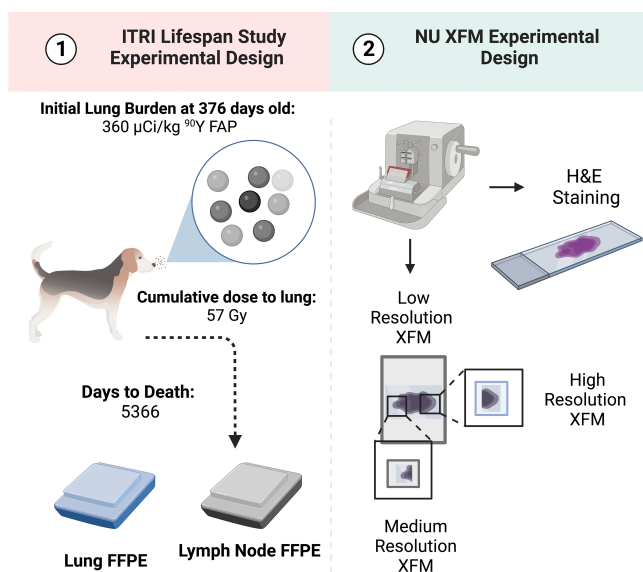 1
ITRI Lifespan Study
Experimental Design
Initial Lung Burden at 376 days old:
360 µCi/kg ⁹⁰Y FAP
Cumulative dose to lung:
57 Gy
Days to Death:
5366
Lung FFPE
Lymph Node FFPE
2
NU XFM Experimental
Design
H&E
Staining
Low
Resolution
XFM
High
Resolution
XFM
Medium
Resolution
XFM